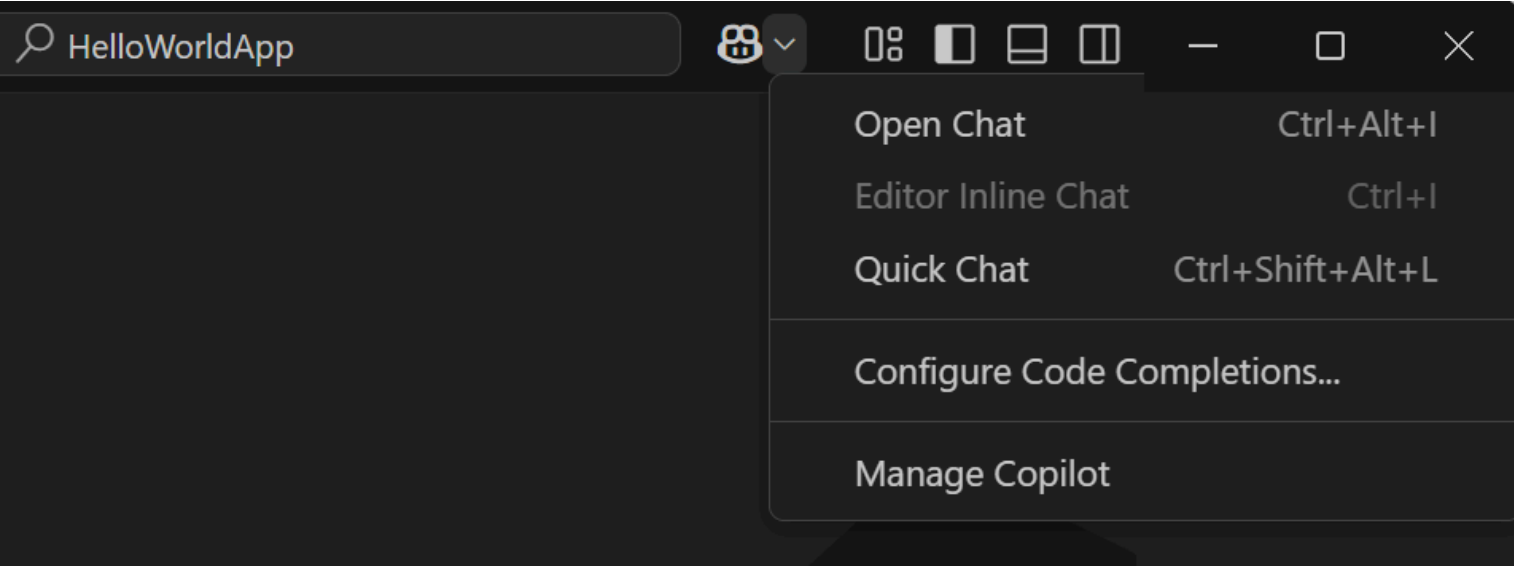 HelloWorldApp
Open Chat Ctrl+Alt+I
Editor Inline Chat Ctrl+I
Quick Chat Ctrl+Shift+Alt+L
Configure Code Completions...
Manage Copilot